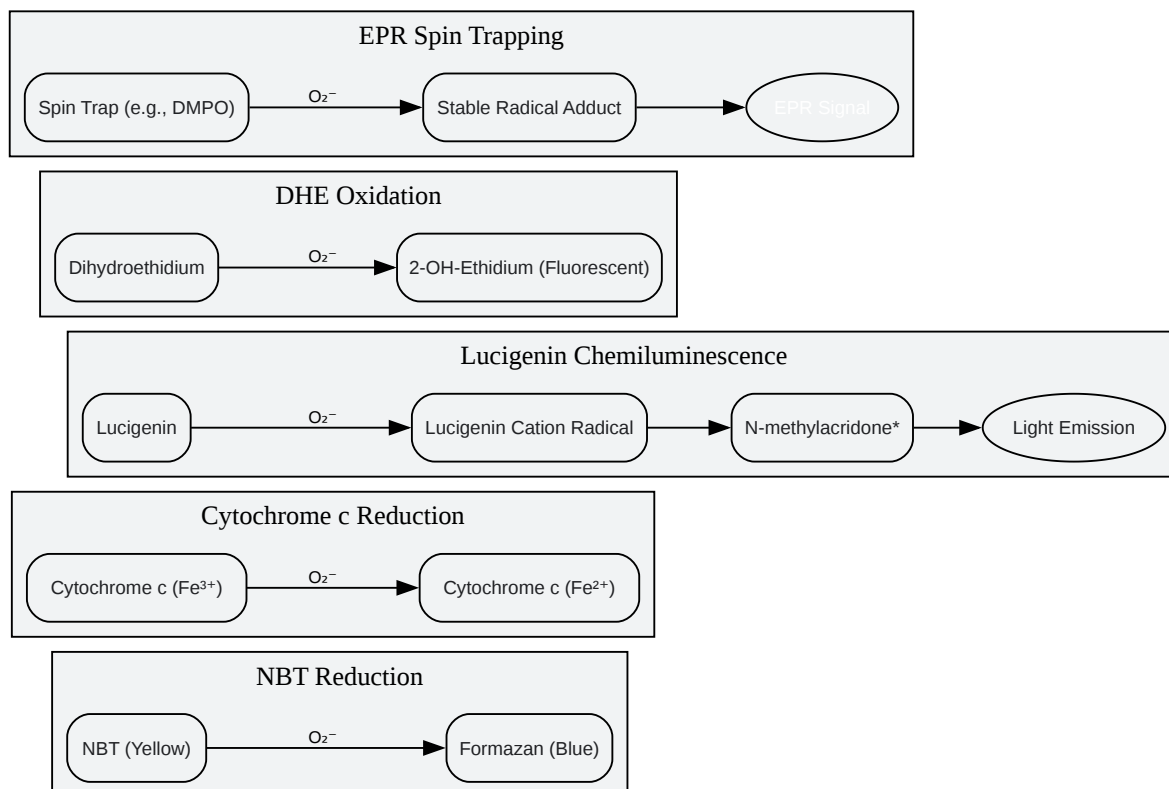 EPR Spin Trapping
Spin Trap (e.g., DMPO)
O₂⁻
Stable Radical Adduct
EPR Signal
DHE Oxidation
Dihydroethidium
O₂⁻
2-OH-Ethidium (Fluorescent)
Lucigenin Chemiluminescence
Lucigenin
O₂⁻
Lucigenin Cation Radical
N-methylacridone*
Light Emission
Cytochrome c Reduction
Cytochrome c (Fe³⁺)
O₂⁻
Cytochrome c (Fe²⁺)
NBT Reduction
NBT (Yellow)
O₂⁻
Formazan (Blue)